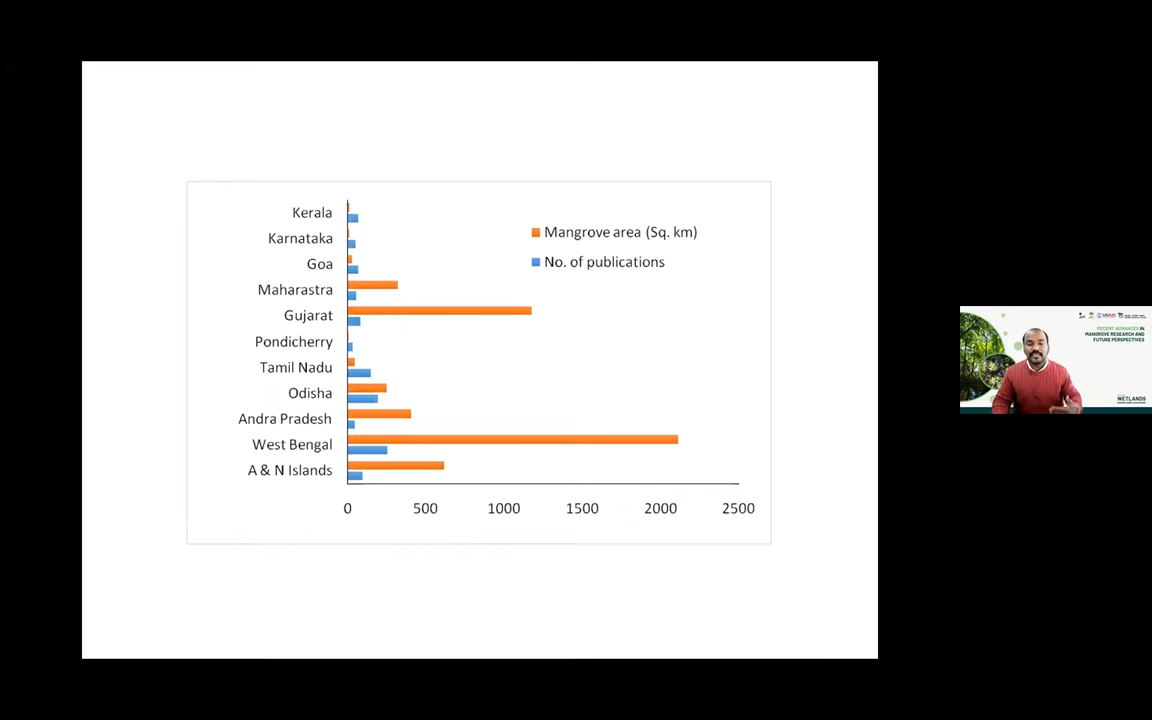 Kerala
Karnataka
Goa
Maharastra
Gujarat
Pondicherry
Tamil Nadu
Odisha
Andra Pradesh
West Bengal
A & N Islands
Mangrove area (Sq. km)
No. of publications
0 500 1000 1500 2000 2500
USAID
RECENT ADVANCES IN
MANGROVE RESEARCH AND
FUTURE PERSPECTIVES
WETLANDS